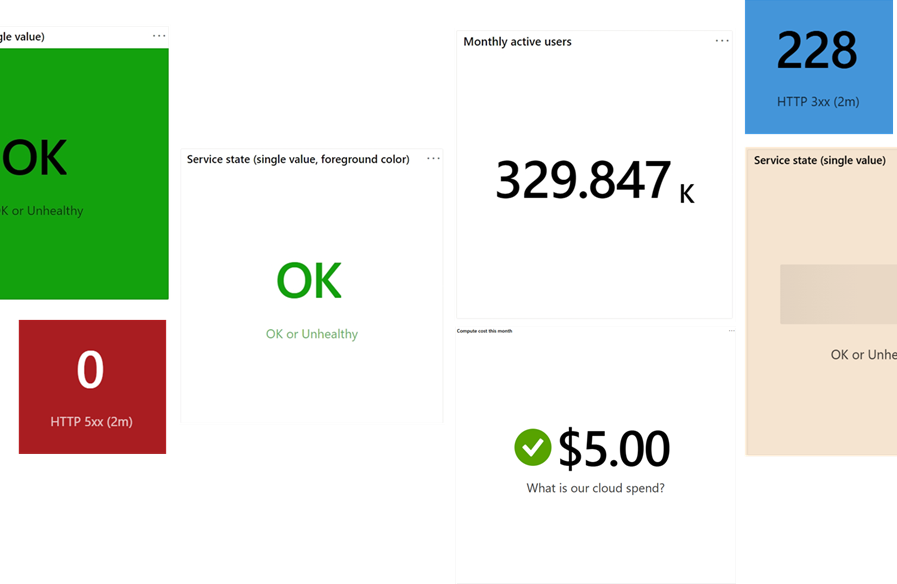 gle value)
OK
K or Unhealthy
0
HTTP 5xx (2m)
Service state (single value, foreground color)
OK
OK or Unhealthy
Monthly active users
329.847 K
Compute cost this month
$5.00
What is our cloud spend?
228
HTTP 3xx (2m)
Service state (single value)
OK or Unhe